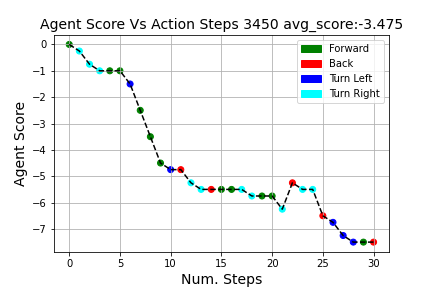 Agent Score Vs Action Steps 3450 avg_score:-3.475
Agent Score
0
−1
−2
−3
−4
−5
−6
−7
Forward
Back
Turn Left
Turn Right
0 5 10 15 20 25 30
Num. Steps